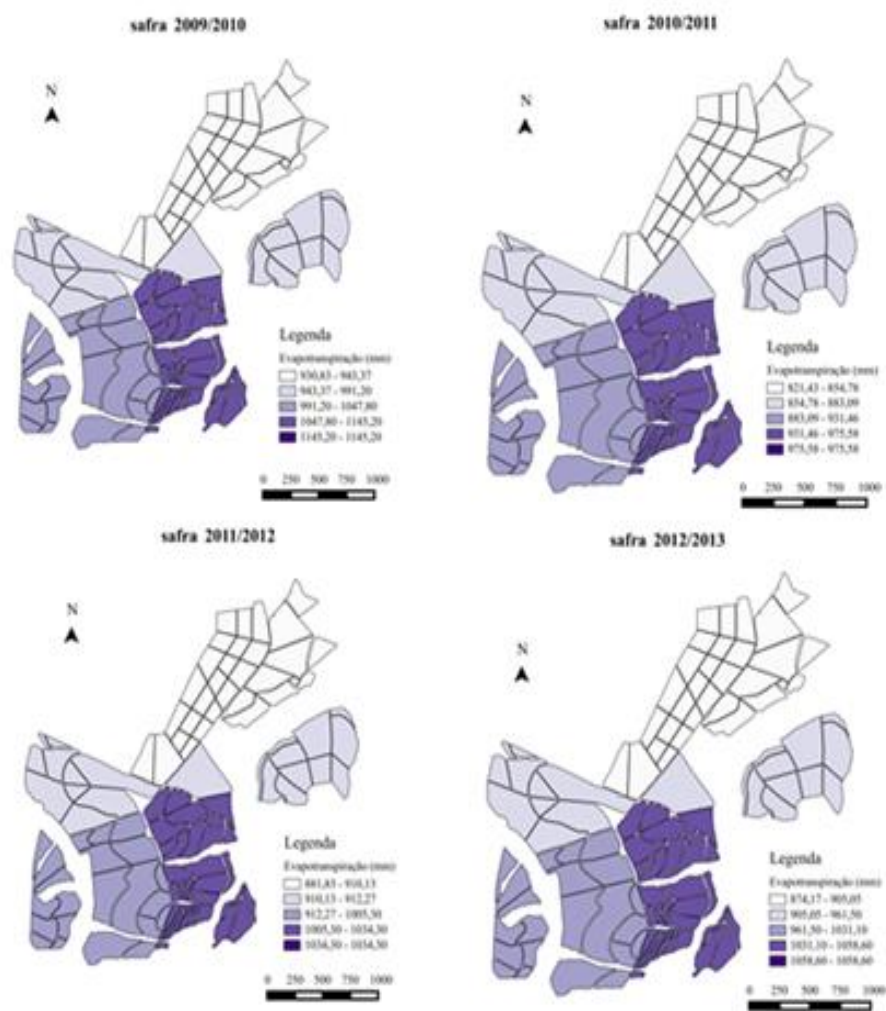 safra 2009/2010
N
Legenda
Evapotranspiração (mm)
930,83 - 943,37
943,37 - 991,20
991,20 - 1047,80
1047,80 - 1145,20
1145,20 - 1145,20
0 250 500 750 1000
safra 2010/2011
N
Legenda
Evapotranspiração (mm)
821,43 - 854,78
854,78 - 883,09
883,09 - 931,46
931,46 - 975,58
975,58 - 975,58
0 250 500 750 1000
safra 2011/2012
N
Legenda
Evapotranspiração (mm)
881,83 - 910,13
910,13 - 912,27
912,27 - 1005,30
1005,30 - 1034,30
1034,30 - 1034,30
0 250 500 750 1000
safra 2012/2013
N
Legenda
Evapotranspiração (mm)
874,17 - 905,05
905,05 - 961,50
961,50 - 1031,10
1031,10 - 1058,60
1058,60 - 1058,60
0 250 500 750 1000